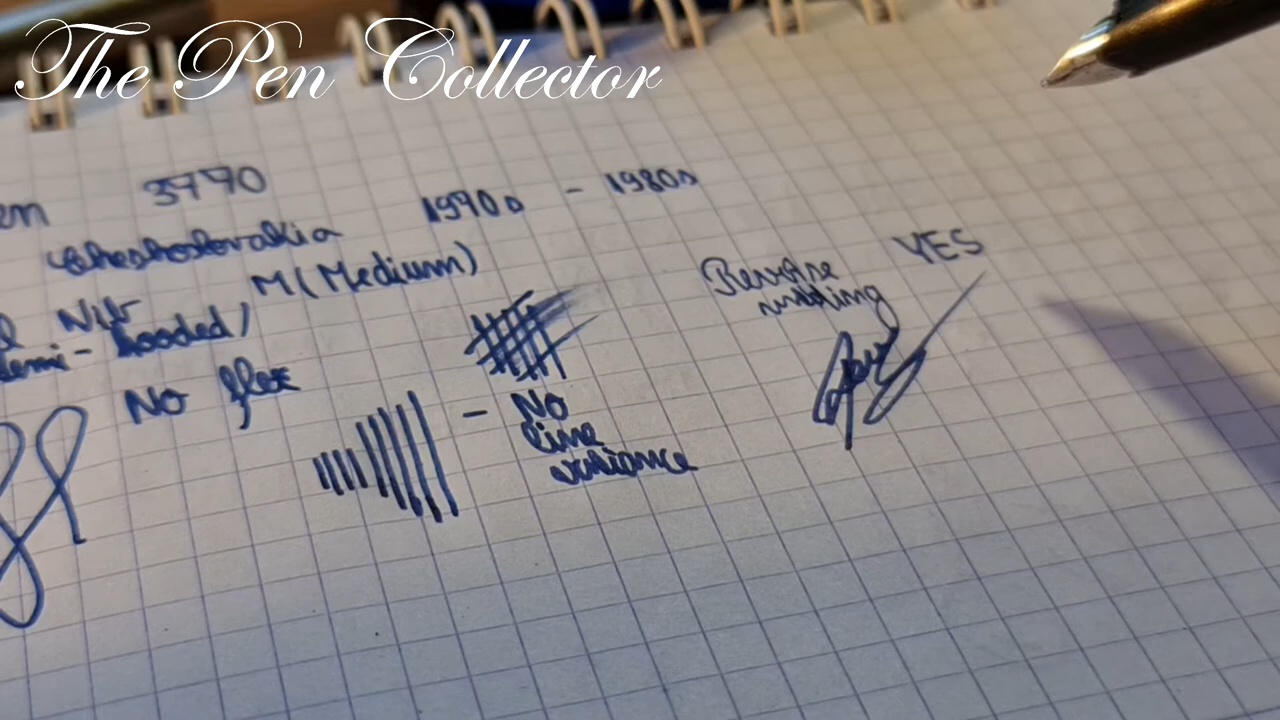 The Pen Collector
en 3770
1970s - 1980s
Cheshoslovakia
M (Medium)
Nib
semi-hooded/
No flex
- No
line
variance
Reverse YES
writing